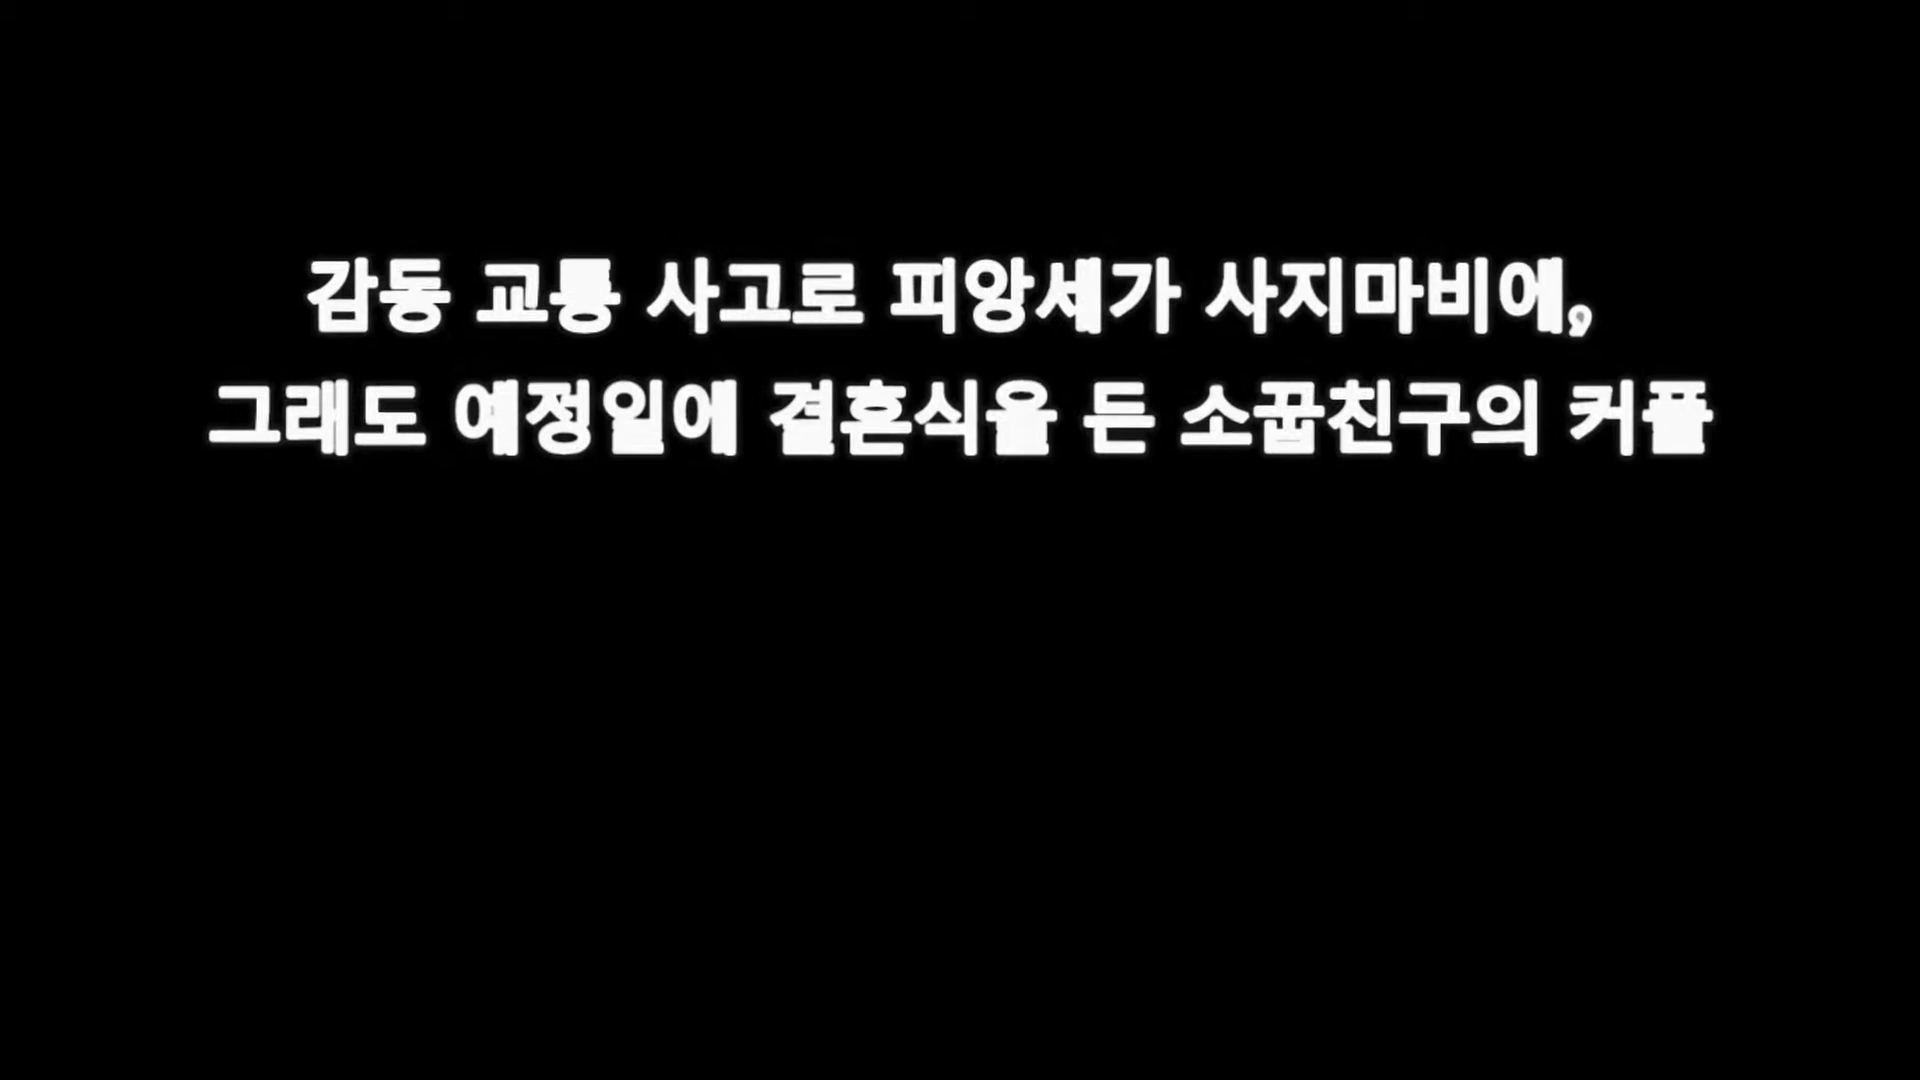 감동 교통 사고로 피앙세가 사지마비에,
그래도 예정일에 결혼식을 든 소꿉친구의 커플